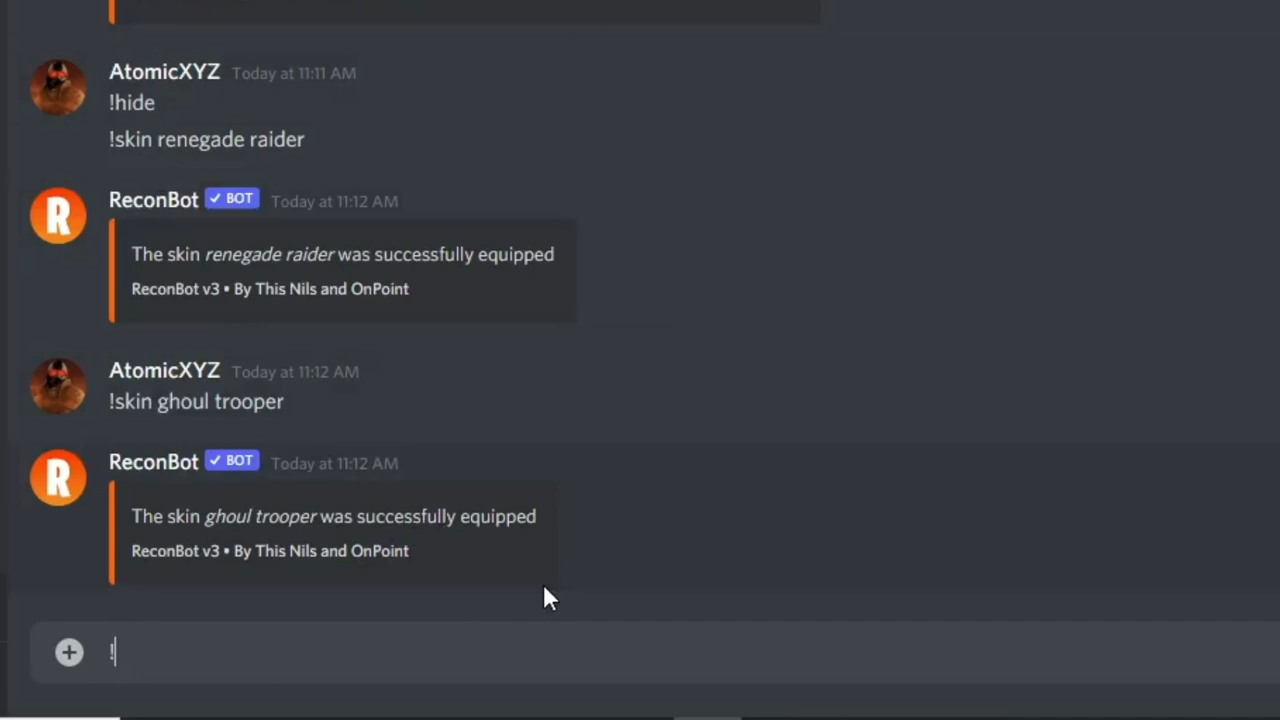 AtomicXYZ Today at 11:11 AM
!hide
!skin renegade raider
R
ReconBot ✓ BOT Today at 11:12 AM
The skin renegade raider was successfully equipped
ReconBot v3 • By This Nils and OnPoint
AtomicXYZ Today at 11:12 AM
!skin ghoul trooper
R
ReconBot ✓ BOT Today at 11:12 AM
The skin ghoul trooper was successfully equipped
ReconBot v3 • By This Nils and OnPoint
!